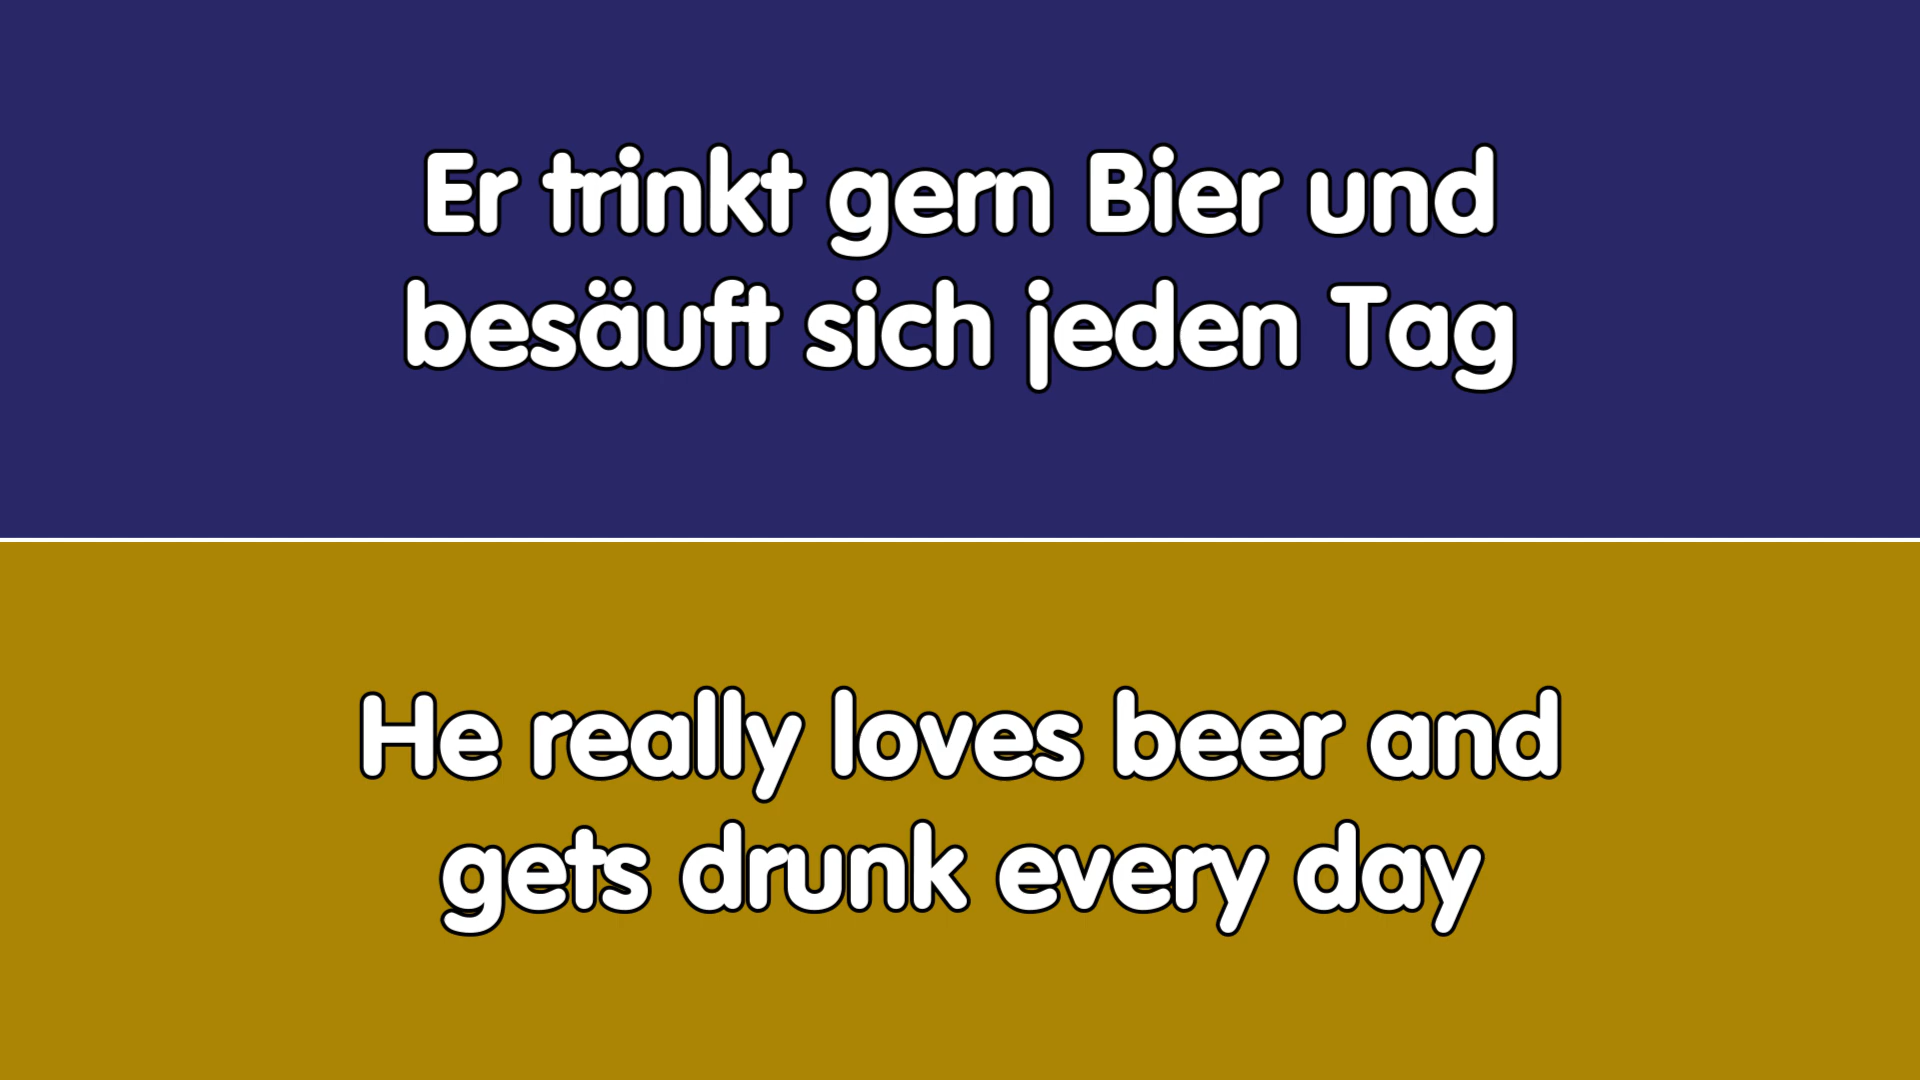 Er trinkt gern Bier und
besäuft sich jeden Tag
He really loves beer and
gets drunk every day